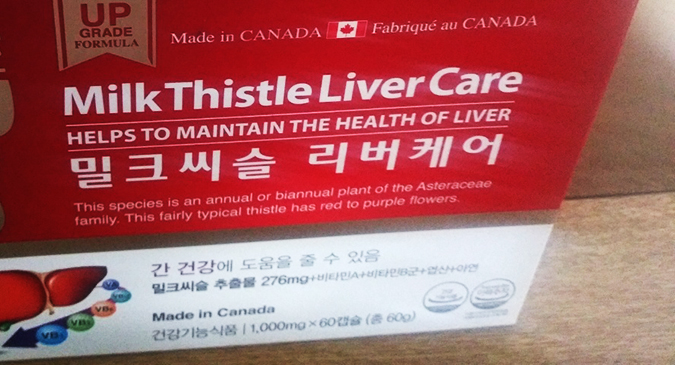 UP
GRADE
FORMULA
Made in CANADA Fabriqué au CANADA
Milk Thistle Liver Care
HELPS TO MAINTAIN THE HEALTH OF LIVER
밀크씨슬 리버케어
This species is an annual or biannual plant of the Asteraceae
family. This fairly typical thistle has red to purple flowers.
간 건강에 도움을 줄 수 있음
밀크씨슬 추출물 276mg+비타민A+비타민B군+엽산+아연
Made in Canada
건강기능식품 | 1,000mg×60캡슐 (총 60g)